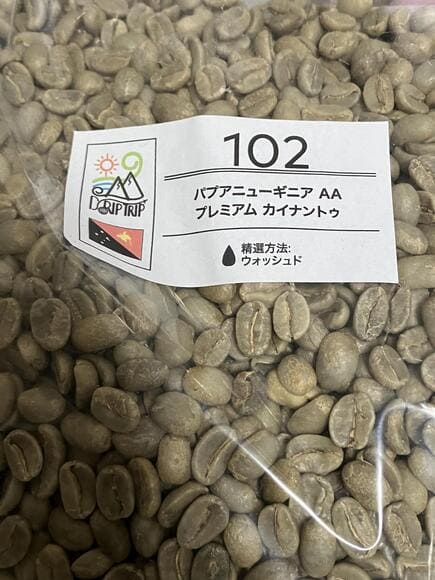 102
DRIP TRIP
パプアニューギニア AA
プレミアム カイナントゥ
精選方法:
ウォッシュド